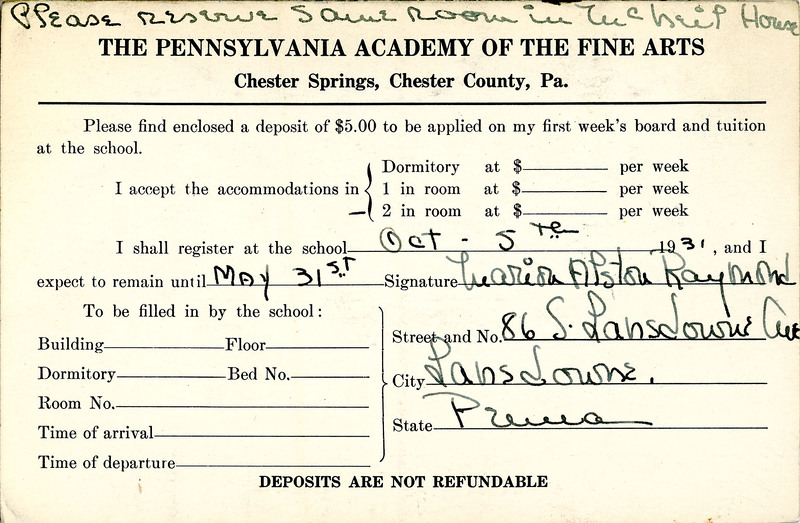 Please reserve same room in McNeil House
THE PENNSYLVANIA ACADEMY OF THE FINE ARTS
Chester Springs, Chester County, Pa.
Please find enclosed a deposit of $5.00 to be applied on my first week's board and tuition
at the school.
Dormitory at $ per week
I accept the accommodations in 1 in room at $ per week
2 in room at $ per week
I shall register at the school Oct - 5th 1931, and I
expect to remain until May 31st Signature Marion Alston Raymond
To be filled in by the school:
Street and No. 86 S. Lansdowne Ave
Building Floor
Dormitory Bed No.
City Lansdowne.
Room No.
State Penna
Time of arrival
Time of departure
DEPOSITS ARE NOT REFUNDABLE